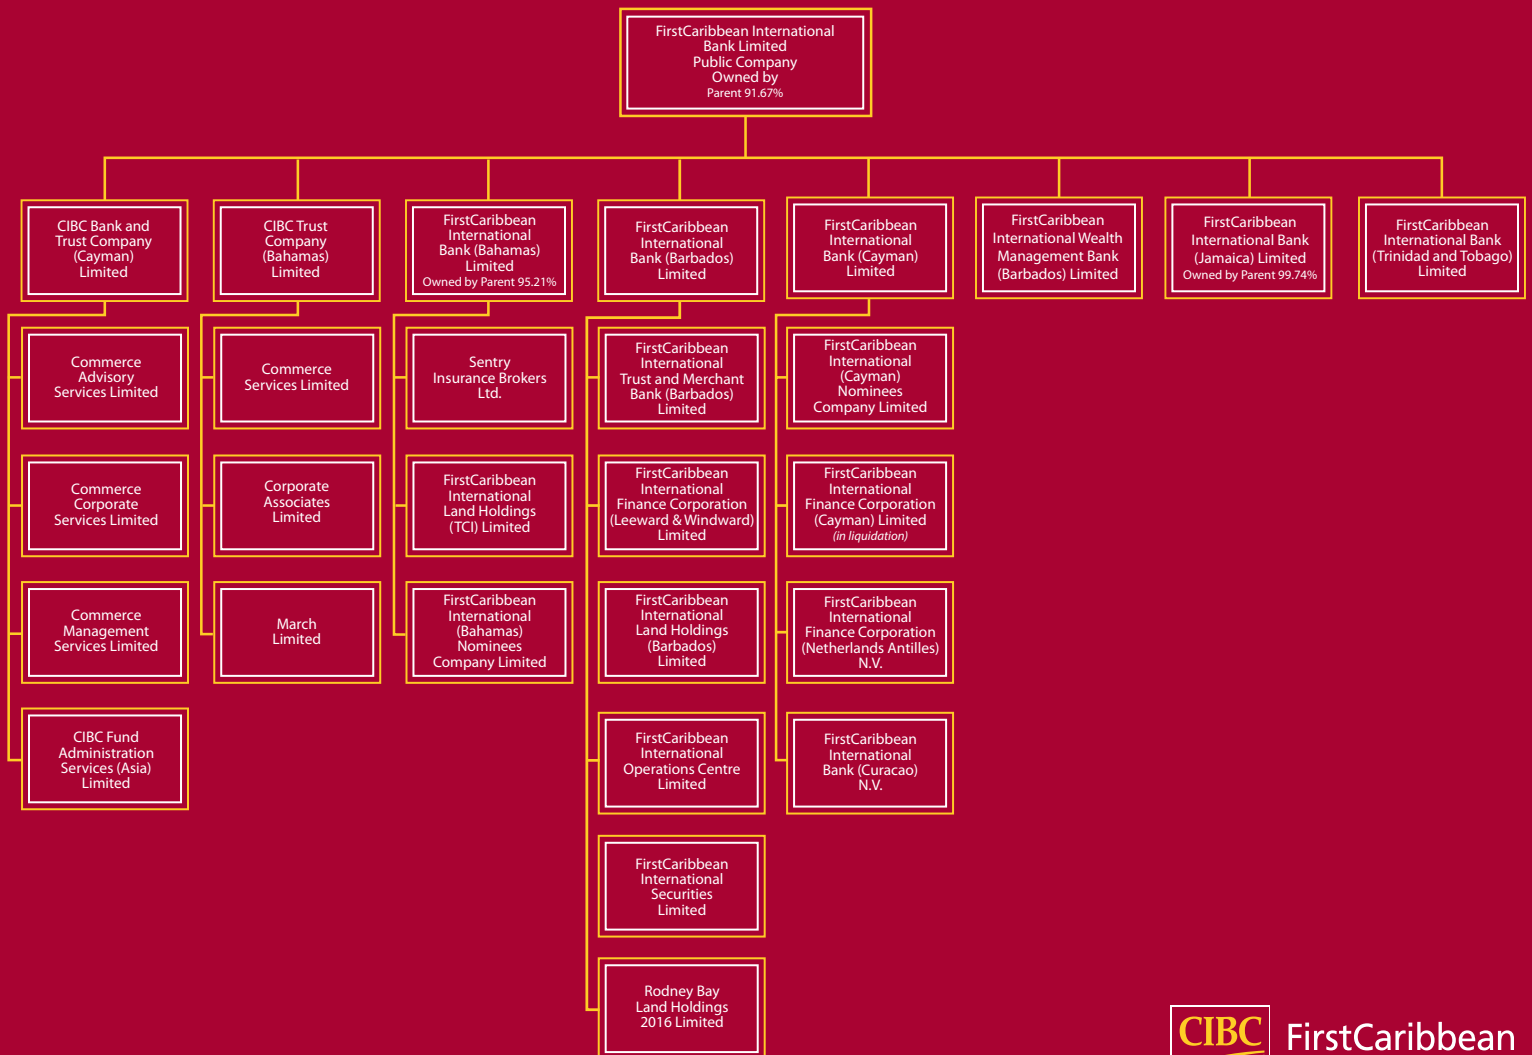 FirstCaribbean International
Bank Limited
Public Company
Owned by
Parent 91.67%
CIBC Bank and
Trust Company
(Cayman)
Limited
CIBC Trust
Company
(Bahamas)
Limited
FirstCaribbean
International
Bank (Bahamas)
Limited
Owned by Parent 95.21%
FirstCaribbean
International
Bank (Barbados)
Limited
FirstCaribbean
International
Bank (Cayman)
Limited
FirstCaribbean
International Wealth
Management Bank
(Barbados) Limited
FirstCaribbean
International Bank
(Jamaica) Limited
Owned by Parent 99.74%
FirstCaribbean
International Bank
(Trinidad and Tobago)
Limited
Commerce
Advisory
Services Limited
Commerce
Services Limited
Sentry
Insurance Brokers
Ltd.
FirstCaribbean
International
Trust and Merchant
Bank (Barbados)
Limited
FirstCaribbean
International
(Cayman)
Nominees
Company Limited
Commerce
Corporate
Services Limited
Corporate
Associates
Limited
FirstCaribbean
International
Land Holdings
(TCI) Limited
FirstCaribbean
International
Finance Corporation
(Leeward & Windward)
Limited
FirstCaribbean
International
Finance Corporation
(Cayman) Limited
(in liquidation)
Commerce
Management
Services Limited
March
Limited
FirstCaribbean
International
(Bahamas)
Nominees
Company Limited
FirstCaribbean
International
Land Holdings
(Barbados)
Limited
FirstCaribbean
International
Finance Corporation
(Netherlands Antilles)
N.V.
CIBC Fund
Administration
Services (Asia)
Limited
FirstCaribbean
International
Operations Centre
Limited
FirstCaribbean
International
Bank (Curacao)
N.V.
FirstCaribbean
International
Securities
Limited
Rodney Bay
Land Holdings
2016 Limited
CIBC FirstCaribbean